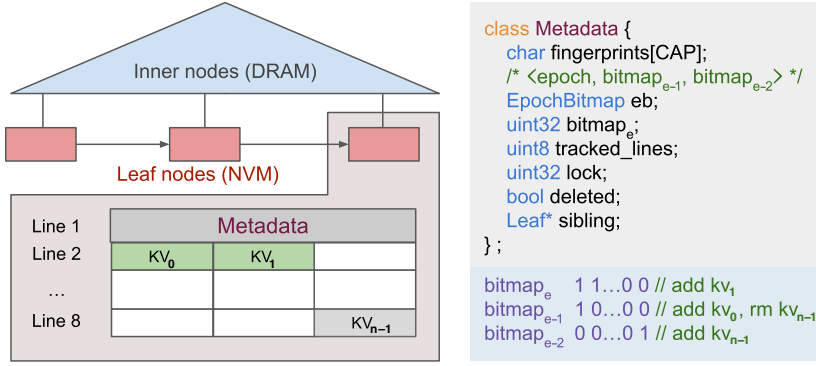 Inner nodes (DRAM)
Leaf nodes (NVM)
Line 1
Metadata
Line 2
KV0
KV1
...
Line 8
KVn−1
class Metadata {
char fingerprints[CAP];
/* <epoch, bitmape−1, bitmape−2> */
EpochBitmap eb;
uint32 bitmape;
uint8 tracked_lines;
uint32 lock;
bool deleted;
Leaf* sibling;
} ;
bitmape 1 1...0 0 // add kv1
bitmape−1 1 0...0 0 // add kv0, rm kvn−1
bitmape−2 0 0...0 1 // add kvn−1